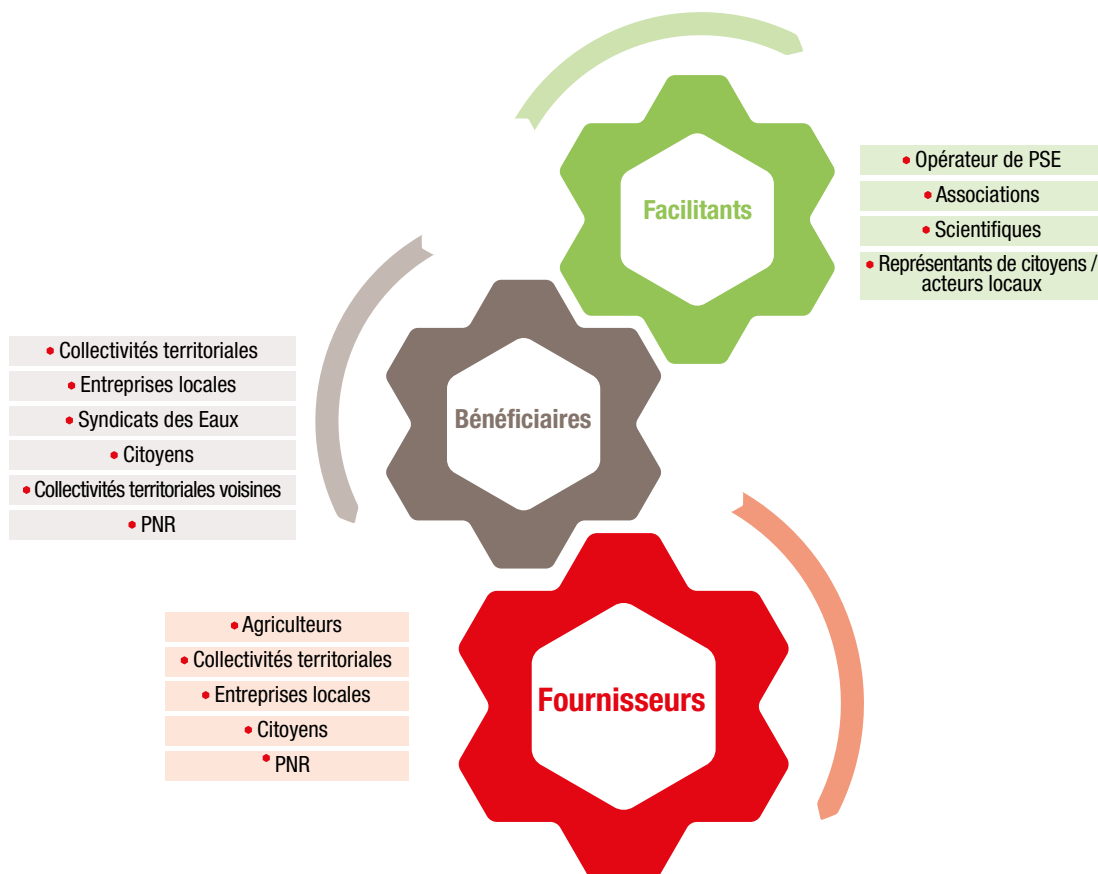 Facilitants
• Opérateur de PSE
• Associations
• Scientifiques
• Représentants de citoyens /
acteurs locaux
Bénéficiaires
• Collectivités territoriales
• Entreprises locales
• Syndicats des Eaux
• Citoyens
• Collectivités territoriales voisines
• PNR
Fournisseurs
• Agriculteurs
• Collectivités territoriales
• Entreprises locales
• Citoyens
• PNR